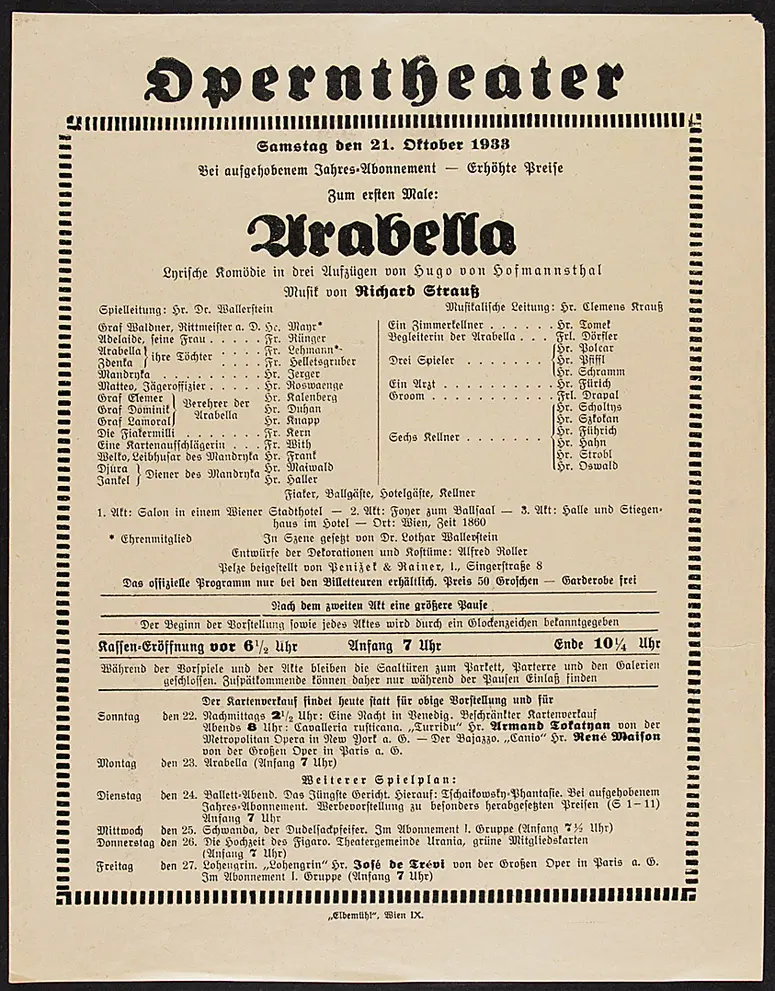 Operntheater
Samstag den 21. Oktober 1933
Bei aufgehobenem Jahres-Abonnement — Erhöhte Preise
Zum ersten Male:
Arabella
Lyrische Komödie in drei Aufzügen von Hugo von Hofmannsthal
Musik von Richard Strauß
Spielleitung: Hr. Dr. Wallerstein
Musikalische Leitung: Hr. Clemens Krauß
Graf Waldner, Rittmeister a. D. Hr. Mayr*
Adelaide, seine Frau . . . . . Fr. Rünger
Arabella } ihre Töchter . . . . Fr. Lehmann*
Zdenka } Fr. Helletsgruber
Mandryka . . . . . . . . . Hr. Jerger
Matteo, Jägeroffizier . . . . . Hr. Roswaenge
Graf Elemer } Verehrer der Hr. Kalenberg
Graf Dominik } Arabella Hr. Duhan
Graf Lamoral } Hr. Knapp
Die Fiakermilli . . . . . . . Fr. Kern
Eine Kartenaufschlägerin . . . Fr. With
Welko, Leibhusar des Mandryka Hr. Frank
Djura } Diener des Mandryka Hr. Maiwald
Jankel } Hr. Haller
Ein Zimmerkellner . . . . . . Hr. Tomek
Begleiterin der Arabella . . . Frl. Dörfler
Drei Spieler . . . . . . . . { Hr. Polcar
Hr. Pfiffl
Hr. Schramm
Ein Arzt . . . . . . . . . . Hr. Fürich
Groom . . . . . . . . . . . Frl. Drapal
Sechs Kellner . . . . . . . { Hr. Scholtys
Hr. Szkokan
Hr. Führich
Hr. Hahn
Hr. Strobl
Hr. Oswald
Fiaker, Ballgäste, Hotelgäste, Kellner
1. Akt: Salon in einem Wiener Stadthotel — 2. Akt: Foyer zum Ballsaal — 3. Akt: Halle und Stiegen-
haus im Hotel — Ort: Wien, Zeit 1860
* Ehrenmitglied In Szene gesetzt von Dr. Lothar Wallerstein
Entwürfe der Dekorationen und Kostüme: Alfred Roller
Pelze beigestellt von Penižek & Rainer, I., Singerstraße 8
Das offizielle Programm nur bei den Billetteuren erhältlich. Preis 50 Groschen — Garderobe frei
Nach dem zweiten Akt eine größere Pause
Der Beginn der Vorstellung sowie jedes Aktes wird durch ein Glockenzeichen bekanntgegeben
Kassen-Eröffnung vor 6½ Uhr Anfang 7 Uhr Ende 10¼ Uhr
Während der Vorspiele und der Akte bleiben die Saaltüren zum Parkett, Parterre und den Galerien
geschlossen. Zuspätkommende können daher nur während der Pausen Einlaß finden
Der Kartenverkauf findet heute statt für obige Vorstellung und für
Sonntag den 22. Nachmittags 2½ Uhr: Eine Nacht in Venedig. Beschränkter Kartenverkauf
Abends 8 Uhr: Cavalleria rusticana. „Turridu“ Hr. Armand Tokatyan von der
Metropolitan Opera in New York a. G. — Der Bajazzo. „Canio“ Hr. René Maison
von der Großen Oper in Paris a. G.
Montag den 23. Arabella (Anfang 7 Uhr)
Weiterer Spielplan:
Dienstag den 24. Ballett-Abend. Das Jüngste Gericht. Hierauf: Tschaikowsky-Phantasie. Bei aufgehobenem
Jahres-Abonnement. Werbevorstellung zu besonders herabgesetzten Preisen (S 1–11)
Anfang 7 Uhr
Mittwoch den 25. Schwanda, der Dudelsackpfeifer. Im Abonnement I. Gruppe (Anfang 7½ Uhr)
Donnerstag den 26. Die Hochzeit des Figaro. Theatergemeinde Urania, grüne Mitgliedskarten
(Anfang 7 Uhr)
Freitag den 27. Lohengrin. „Lohengrin“ Hr. José de Trévi von der Großen Oper in Paris a. G.
Im Abonnement I. Gruppe (Anfang 7 Uhr)
„Elbemühl“, Wien IX.